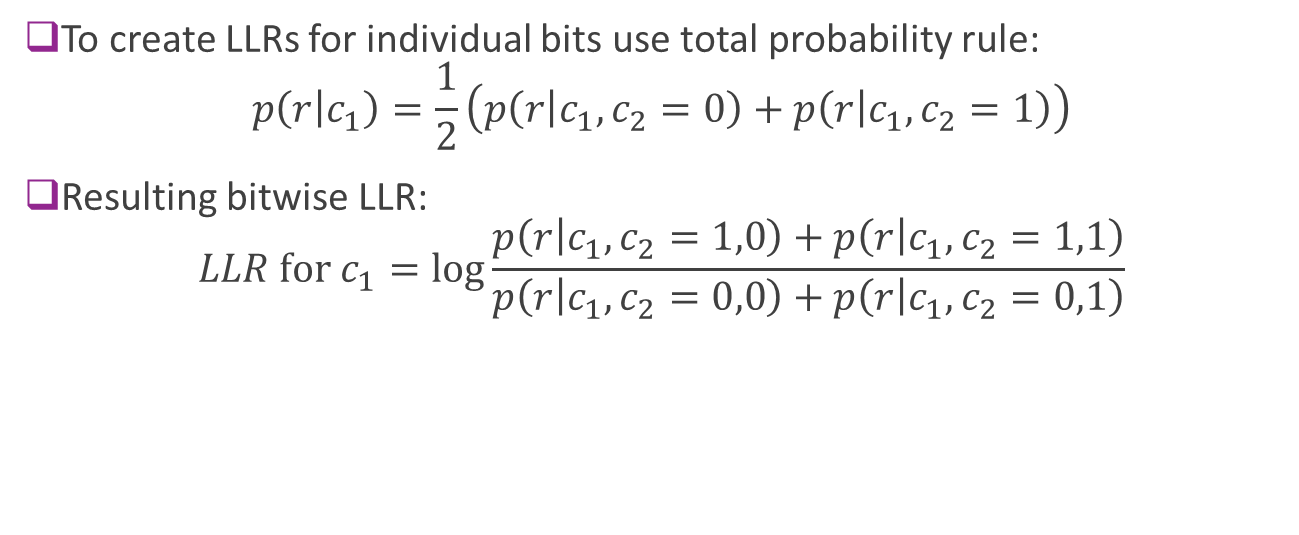 ❑To create LLRs for individual bits use total probability rule:
p(r|c₁) = 1/2 (p(r|c₁, c₂ = 0) + p(r|c₁, c₂ = 1))
❑Resulting bitwise LLR:
LLR for c₁ = log (p(r|c₁, c₂ = 1,0) + p(r|c₁, c₂ = 1,1)) / (p(r|c₁, c₂ = 0,0) + p(r|c₁, c₂ = 0,1))